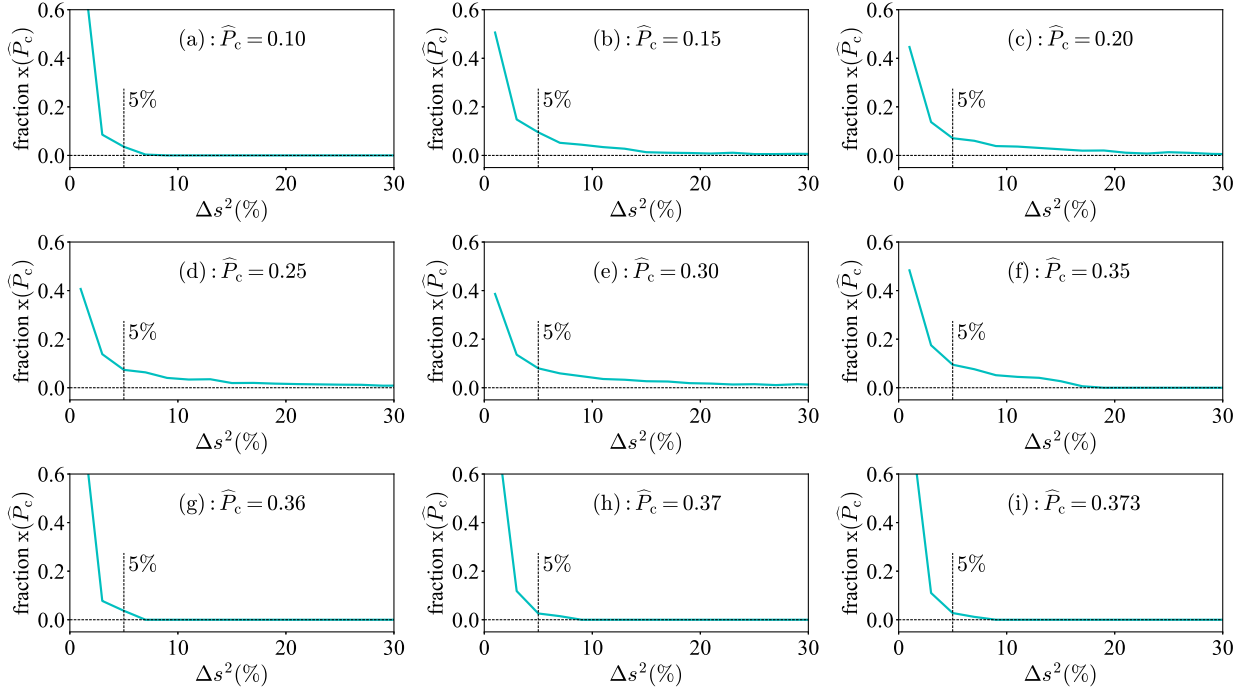 (a) : P̂c = 0.10
fraction x(P̂c)
0.6
0.4
0.2
0.0
5%
0 10 20 30
Δs²(%)
(b) : P̂c = 0.15
fraction x(P̂c)
0.6
0.4
0.2
0.0
5%
0 10 20 30
Δs²(%)
(c) : P̂c = 0.20
fraction x(P̂c)
0.6
0.4
0.2
0.0
5%
0 10 20 30
Δs²(%)
(d) : P̂c = 0.25
fraction x(P̂c)
0.6
0.4
0.2
0.0
5%
0 10 20 30
Δs²(%)
(e) : P̂c = 0.30
fraction x(P̂c)
0.6
0.4
0.2
0.0
5%
0 10 20 30
Δs²(%)
(f) : P̂c = 0.35
fraction x(P̂c)
0.6
0.4
0.2
0.0
5%
0 10 20 30
Δs²(%)
(g) : P̂c = 0.36
fraction x(P̂c)
0.6
0.4
0.2
0.0
5%
0 10 20 30
Δs²(%)
(h) : P̂c = 0.37
fraction x(P̂c)
0.6
0.4
0.2
0.0
5%
0 10 20 30
Δs²(%)
(i) : P̂c = 0.373
fraction x(P̂c)
0.6
0.4
0.2
0.0
5%
0 10 20 30
Δs²(%)